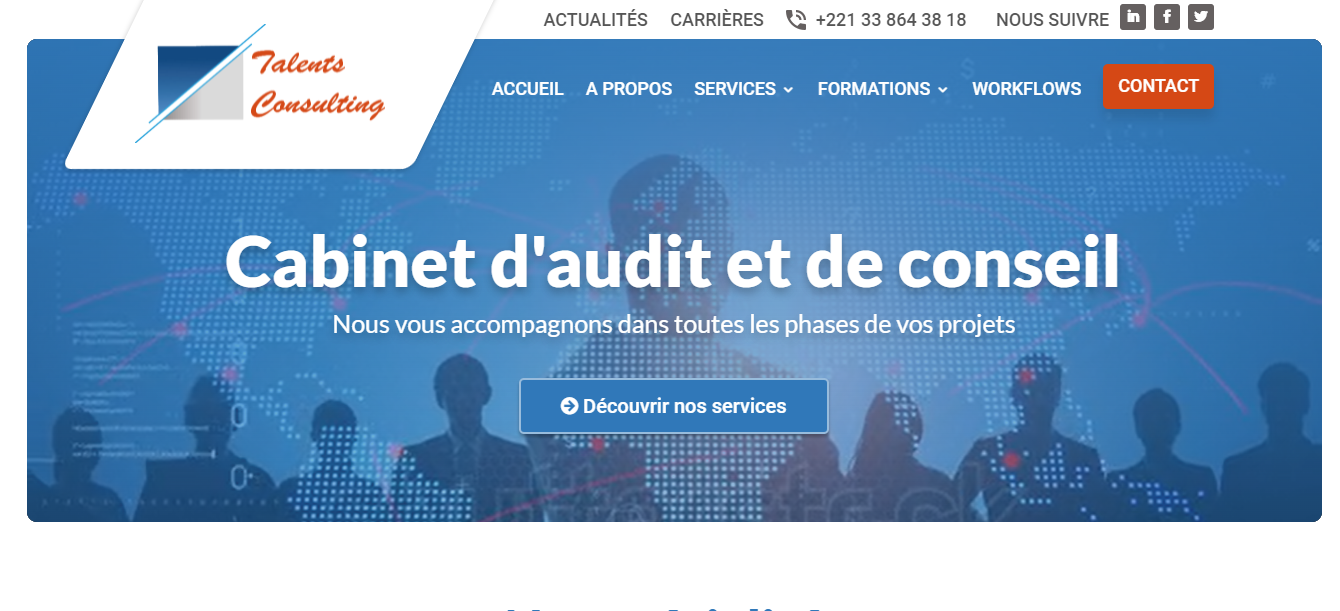 ACTUALITÉS CARRIÈRES +221 33 864 38 18 NOUS SUIVRE
Talents
Consulting
ACCUEIL A PROPOS SERVICES FORMATIONS WORKFLOWS CONTACT
Cabinet d'audit et de conseil
Nous vous accompagnons dans toutes les phases de vos projets
Découvrir nos services